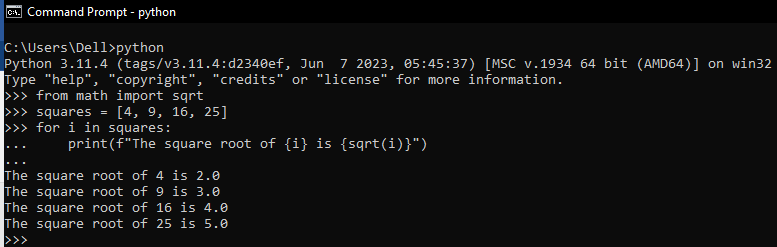 Command Prompt - python
C:\Users\Dell>python
Python 3.11.4 (tags/v3.11.4:d2340ef, Jun  7 2023, 05:45:37) [MSC v.1934 64 bit (AMD64)] on win32
Type "help", "copyright", "credits" or "license" for more information.
>>> from math import sqrt
>>> squares = [4, 9, 16, 25]
>>> for i in squares:
...     print(f"The square root of {i} is {sqrt(i)}")
...
The square root of 4 is 2.0
The square root of 9 is 3.0
The square root of 16 is 4.0
The square root of 25 is 5.0
>>>